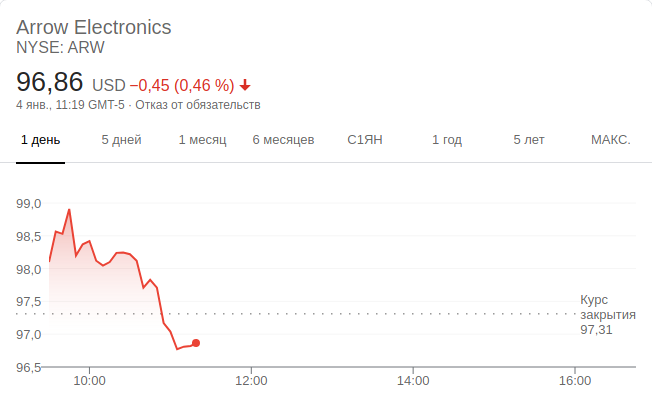 Arrow Electronics
NYSE: ARW
96,86 USD −0,45 (0,46 %)
4 янв., 11:19 GMT-5 · Отказ от обязательств
1 день 5 дней 1 месяц 6 месяцев С1ЯН 1 год 5 лет МАКС.
99,0
98,5
98,0
97,5
97,0
96,5
Курс
закрытия
97,31
10:00 12:00 14:00 16:00